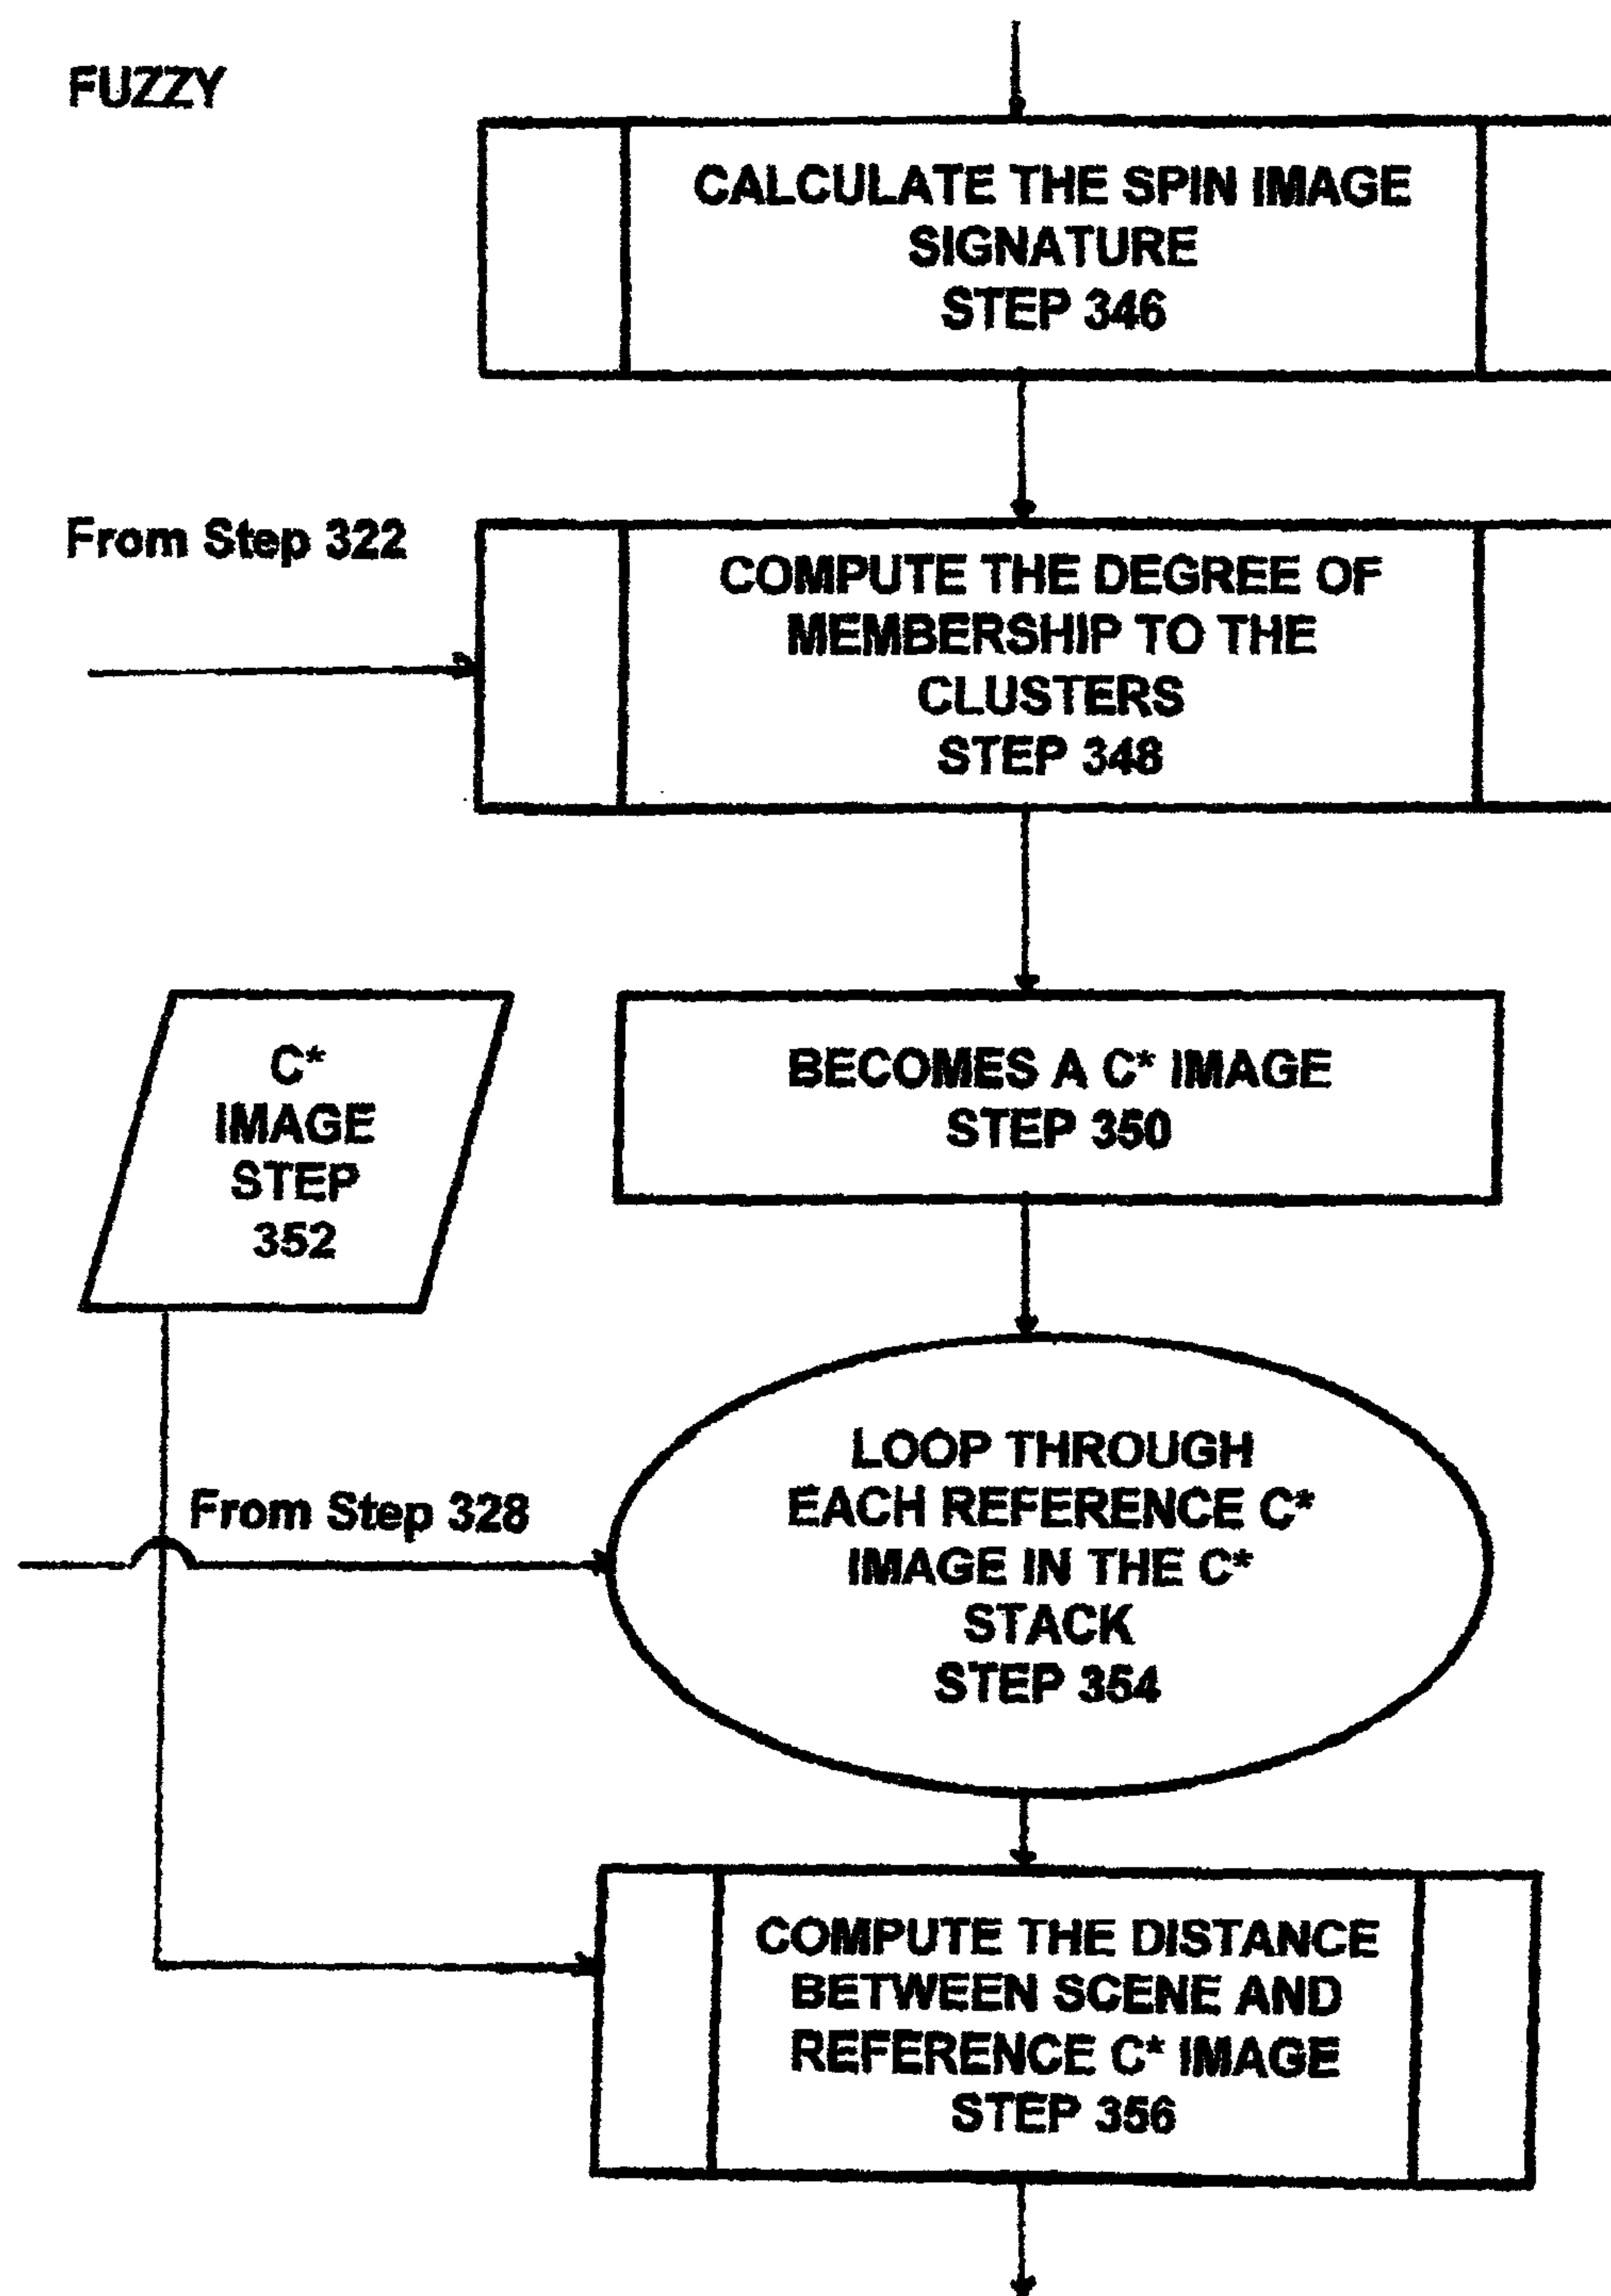 FUZZY
CALCULATE THE SPIN IMAGE
SIGNATURE
STEP 346
From Step 322
COMPUTE THE DEGREE OF
MEMBERSHIP TO THE
CLUSTERS
STEP 348
C*
IMAGE
STEP
352
BECOMES A C* IMAGE
STEP 350
From Step 328
LOOP THROUGH
EACH REFERENCE C*
IMAGE IN THE C*
STACK
STEP 354
COMPUTE THE DISTANCE
BETWEEN SCENE AND
REFERENCE C* IMAGE
STEP 356